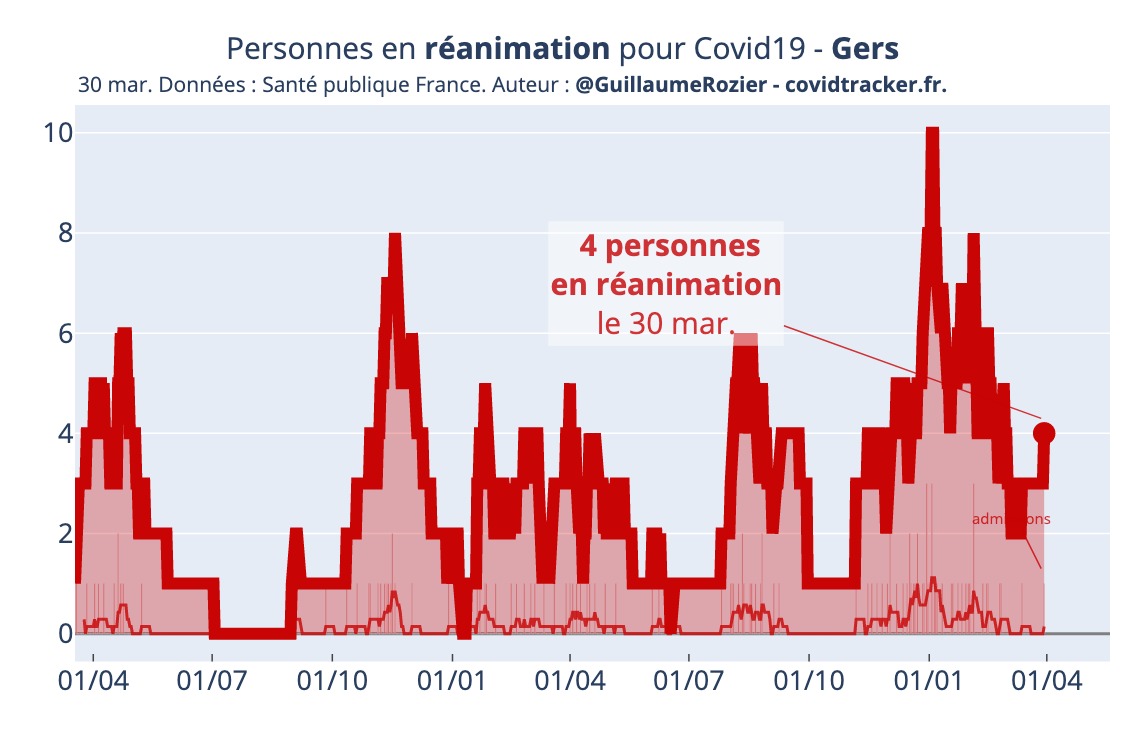 Personnes en réanimation pour Covid19 - Gers
30 mar. Données : Santé publique France. Auteur : @GuillaumeRozier - covidtracker.fr.
10
8
6
4
2
0
4 personnes
en réanimation
le 30 mar.
01/04 01/07 01/10 01/01 01/04 01/07 01/10 01/01 01/04